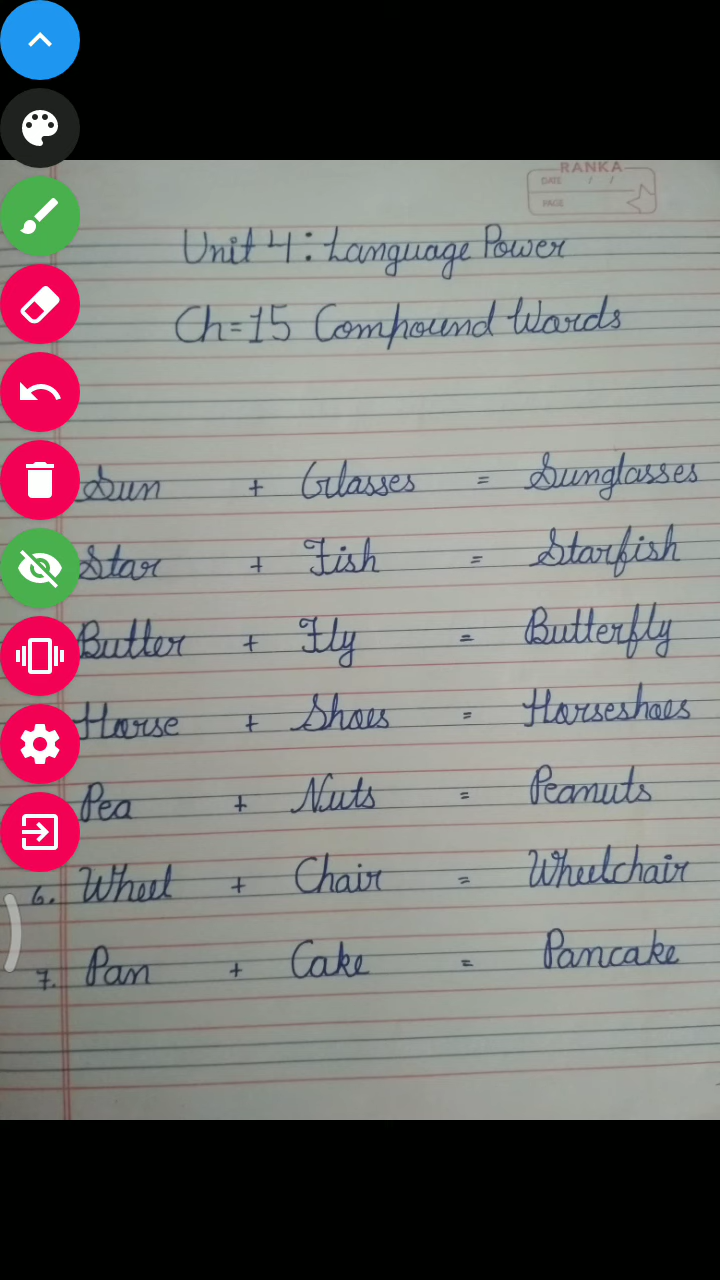 RANKA
DATE / /
PAGE
Unit 4: Language Power
Ch=15 Compound Words
Sun + Glasses = Sunglasses
Star + Fish = Starfish
Butter + Fly = Butterfly
Horse + Shoes = Horseshoes
Pea + Nuts = Peanuts
6. Wheel + Chair = Wheelchair
7. Pan + Cake = Pancake